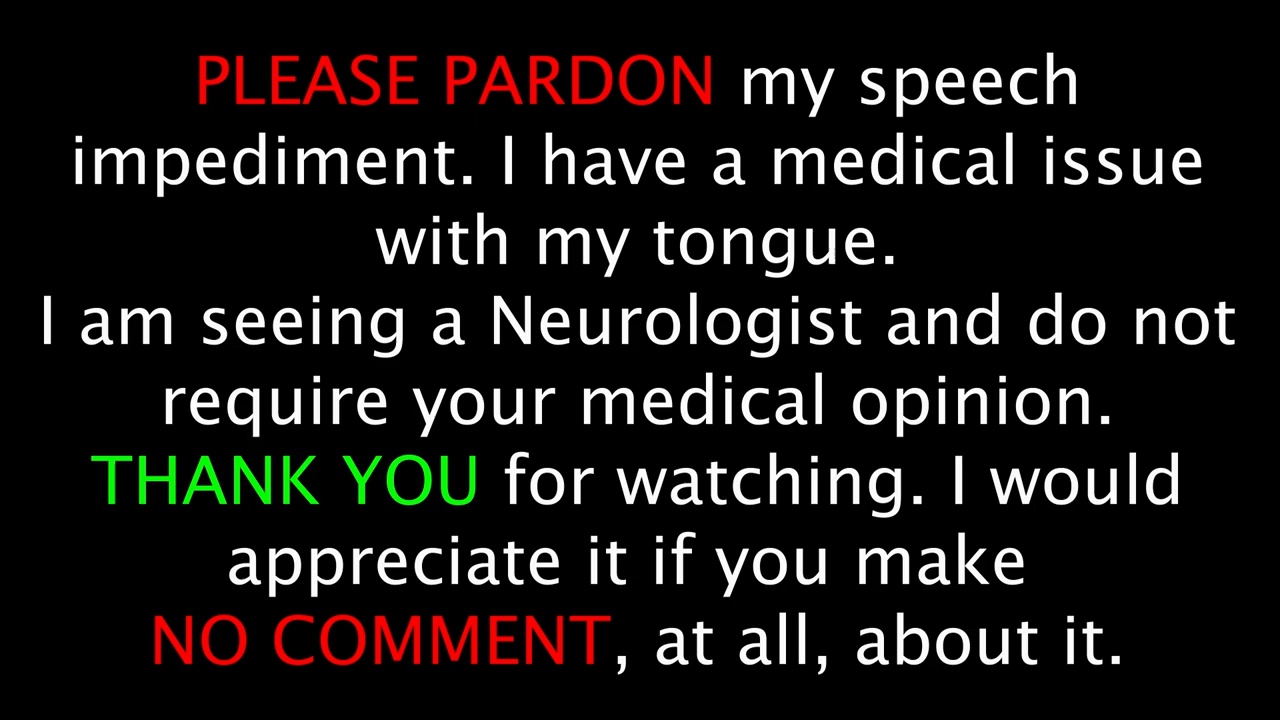 PLEASE PARDON my speech
impediment. I have a medical issue
with my tongue.
I am seeing a Neurologist and do not
require your medical opinion.
THANK YOU for watching. I would
appreciate it if you make
NO COMMENT, at all, about it.